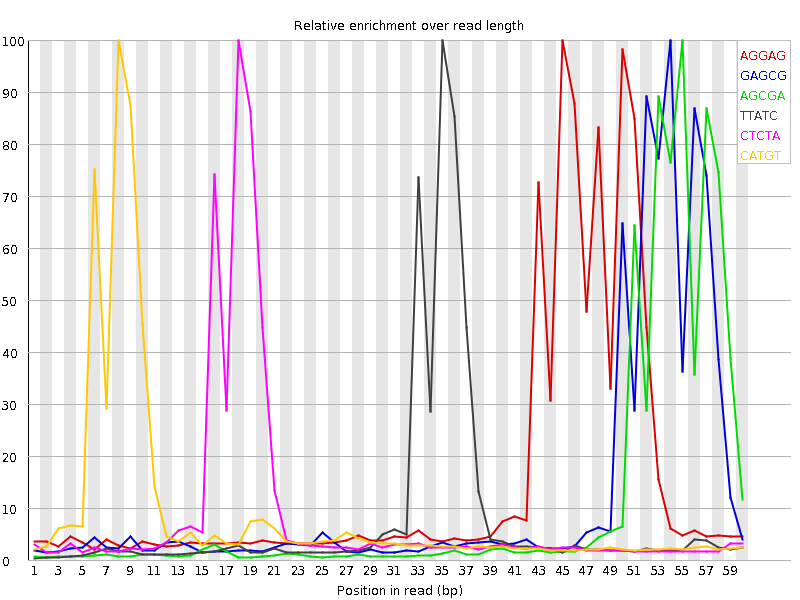 Relative enrichment over read length
100
90
80
70
60
50
40
30
20
10
0
AGGAG
GAGCG
AGCGA
TTATC
CTCTA
CATGT
1 3 5 7 9 11 13 15 17 19 21 23 25 27 29 31 33 35 37 39 41 43 45 47 49 51 53 55 57 59
Position in read (bp)